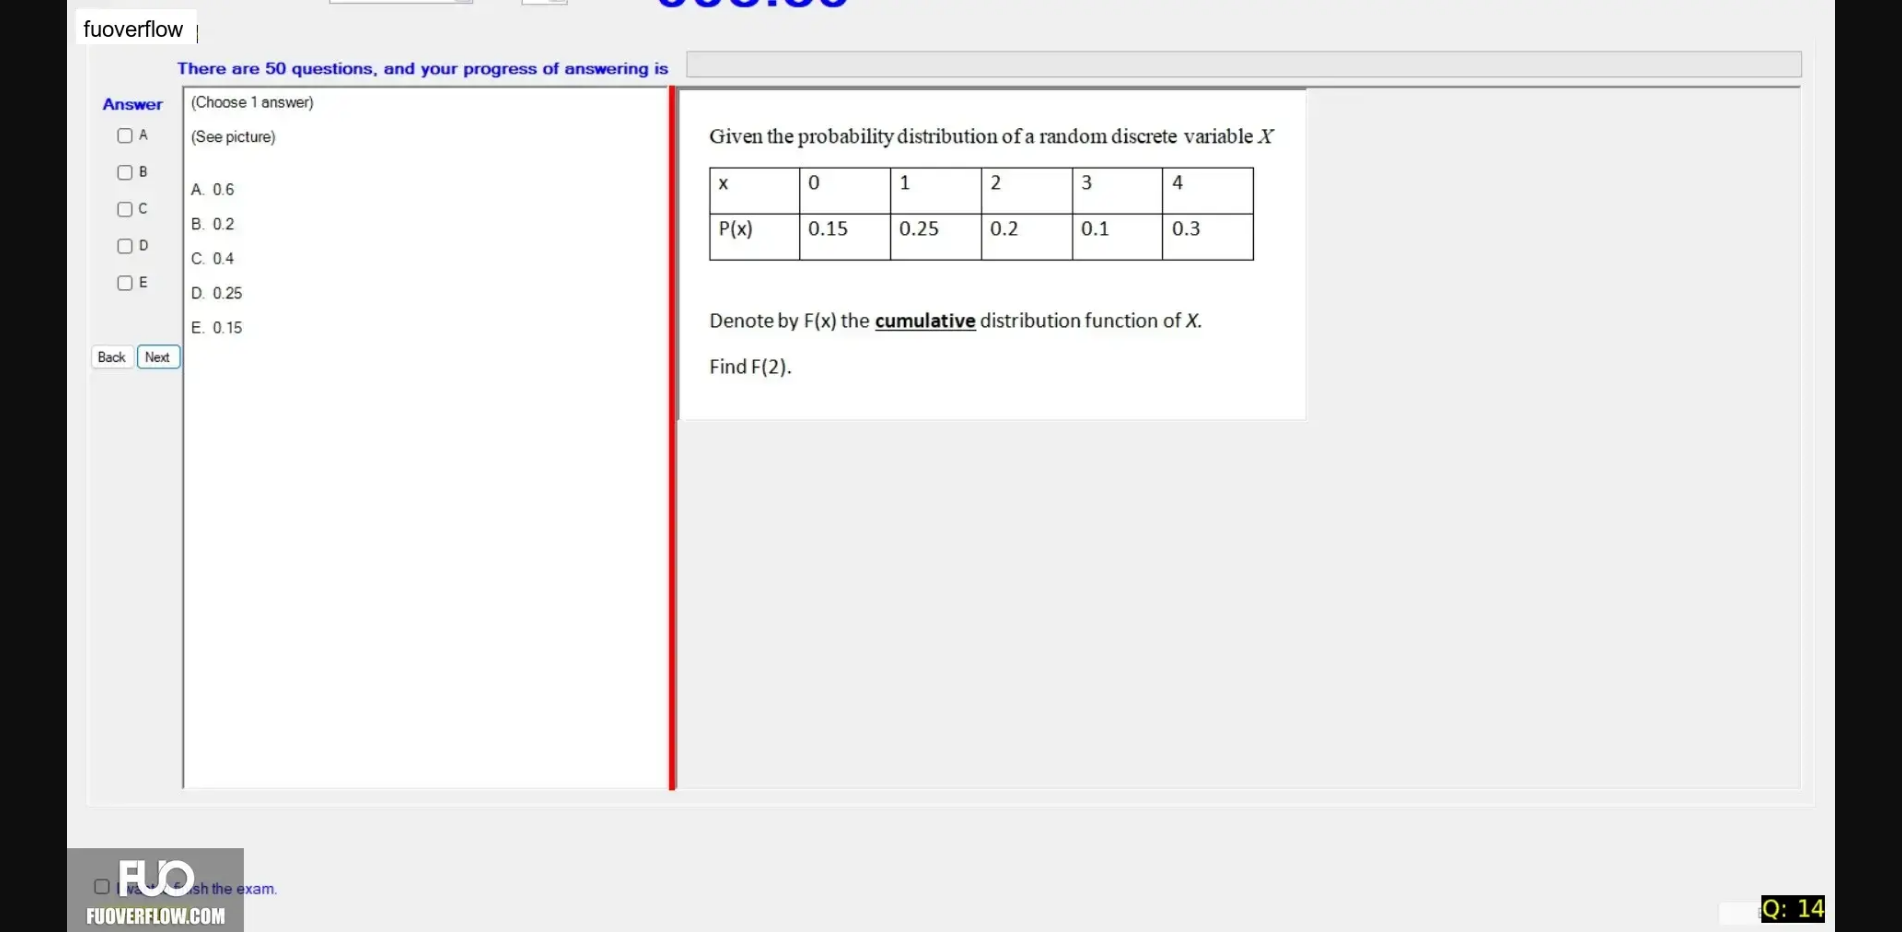 fuoverflow
There are 50 questions, and your progress of answering is
Answer
A
B
C
D
E
Back Next
(Choose 1 answer)
(See picture)
A. 0.6
B. 0.2
C. 0.4
D. 0.25
E. 0.15
Given the probability distribution of a random discrete variable X
x 0 1 2 3 4
P(x) 0.15 0.25 0.2 0.1 0.3
Denote by F(x) the cumulative distribution function of X.
Find F(2).
FUO
the exam.
FUOVERFLOW.COM
Q: 14